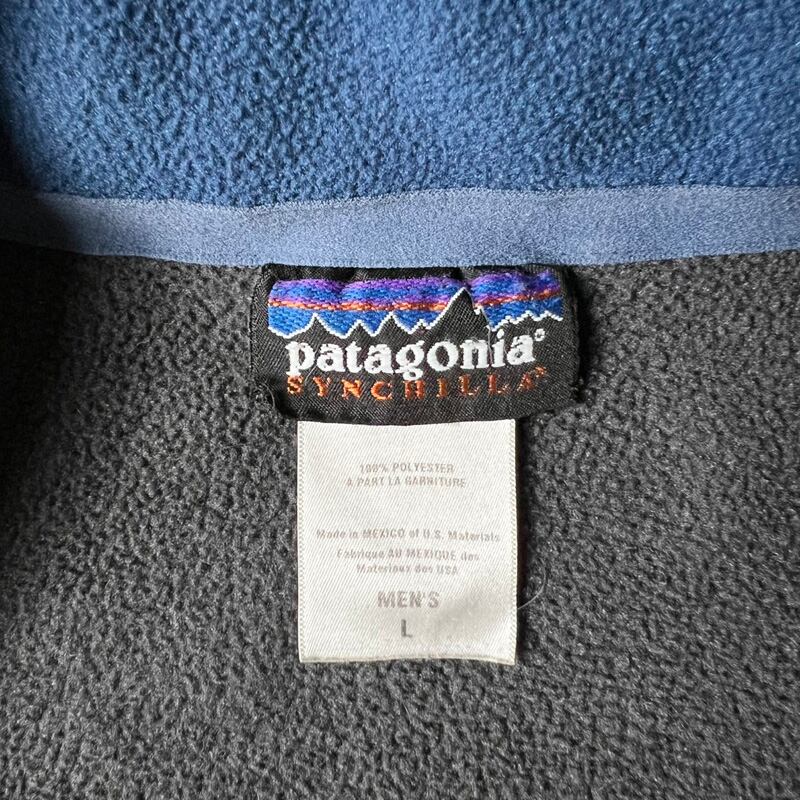 patagonia®
SYNCHILLA®
100% POLYESTER
A PART LA GARNITURE
Made in MEXICO of U.S. Materials
Fabrique AU MEXIQUE des
Materiaux des USA
MEN'S
L